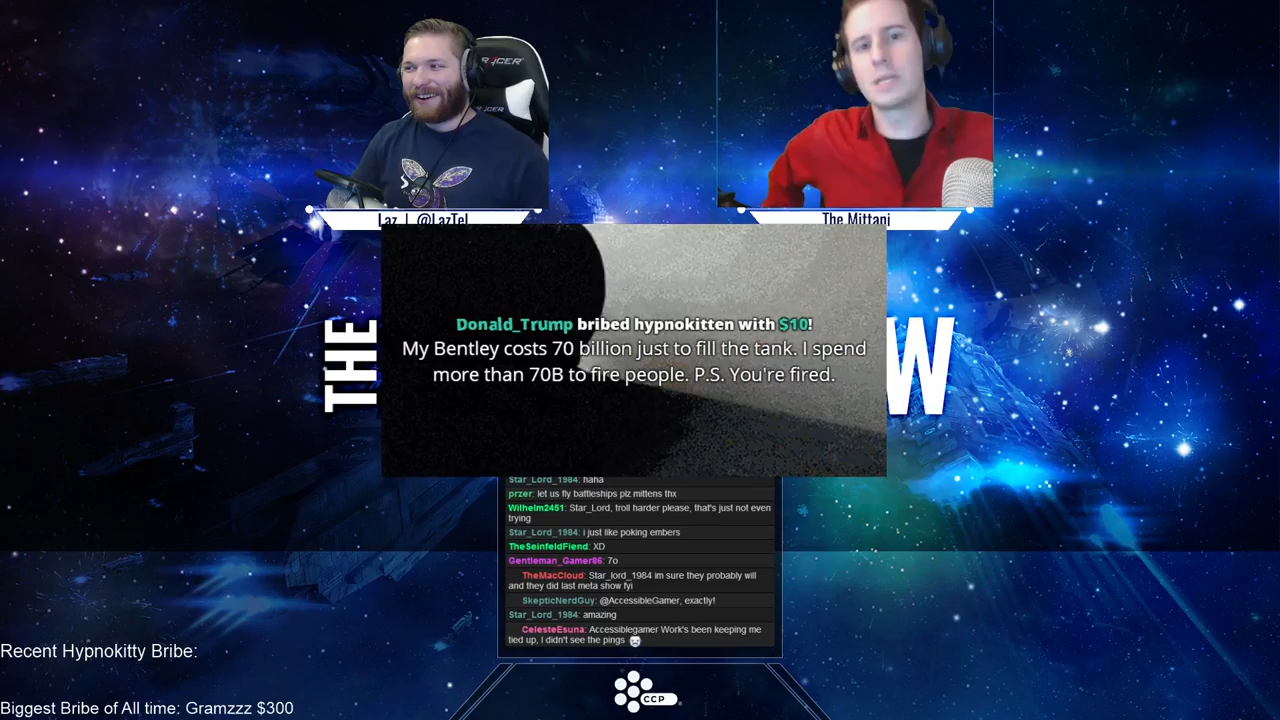 RACER
RACER
Laz | @LazTel
The Mittani
THE
W
Donald_Trump bribed hypnokitten with $10!
My Bentley costs 70 billion just to fill the tank. I spend
more than 70B to fire people. P.S. You're fired.
Star_Lord_1984: haha
przer: let us fly battleships plz mittens thx
Wilhelm2451: Star_Lord, troll harder please, that's just not even
trying
Star_Lord_1984: i just like poking embers
TheSeinfeldFiend: XD
Gentleman_Gamer86: 7o
TheMacCloud: Star_lord_1984 im sure they probably will
and they did last meta show fyi
SkepticNerdGuy: @AccessibleGamer, exactly!
Star_Lord_1984: amazing
CelesteEsuna: Accessiblegamer Work's been keeping me
tied up, I didn't see the pings
Recent Hypnokitty Bribe:
Biggest Bribe of All time: Gramzzz $300
CCP